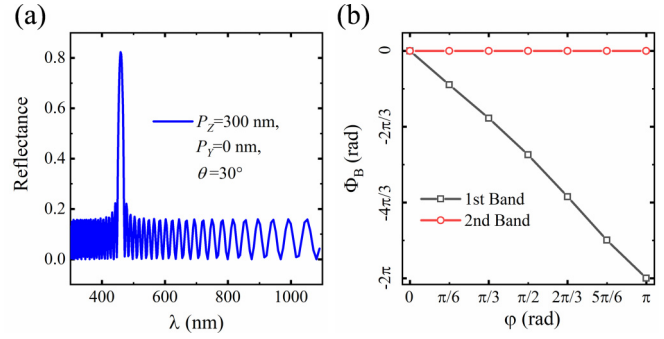 (a)
0.8
0.6
0.4
0.2
0.0
Reflectance
P_Z=300 nm,
P_Y=0 nm,
θ=30°
400
600
800
1000
λ (nm)
(b)
0
-2π/3
-4π/3
-2π
Φ_B (rad)
1st Band
2nd Band
0
π/6
π/3
π/2
2π/3
5π/6
π
φ (rad)